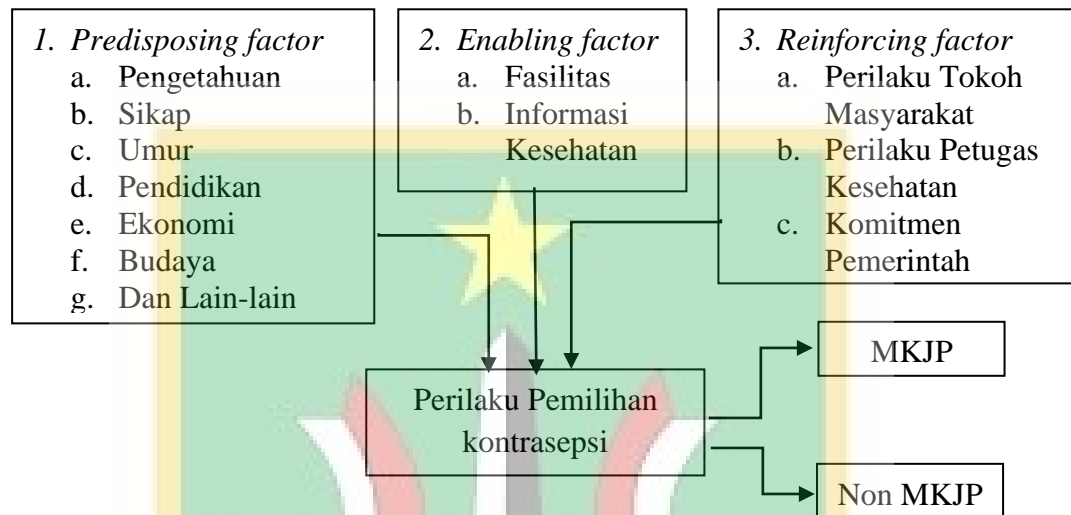 1. Predisposing factor
a. Pengetahuan
b. Sikap
c. Umur
d. Pendidikan
e. Ekonomi
f. Budaya
g. Dan Lain-lain
2. Enabling factor
a. Fasilitas
b. Informasi
Kesehatan
3. Reinforcing factor
a. Perilaku Tokoh
Masyarakat
b. Perilaku Petugas
Kesehatan
c. Komitmen
Pemerintah
Perilaku Pemilihan
kontrasepsi
MKJP
Non MKJP